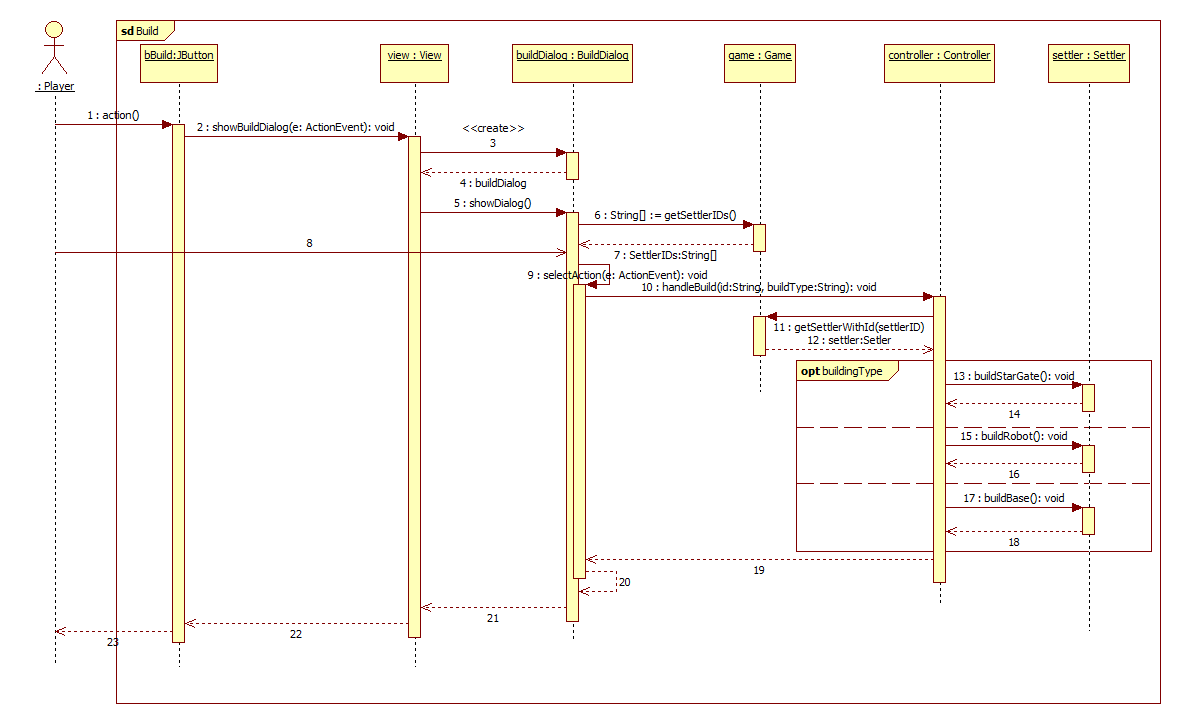 sd Build
: Player
bBuild:JButton
view : View
buildDialog : BuildDialog
game : Game
controller : Controller
settler : Settler
1 : action()
2 : showBuildDialog(e: ActionEvent): void
<<create>>
3
4 : buildDialog
5 : showDialog()
6 : String[] := getSettlerIDs()
7 : SettlerIDs:String[]
8
9 : selectAction(e: ActionEvent): void
10 : handleBuild(id:String, buildType:String): void
11 : getSettlerWithId(settlerID)
12 : settler:Setler
opt buildingType
13 : buildStarGate(): void
14
15 : buildRobot(): void
16
17 : buildBase(): void
18
19
20
21
22
23